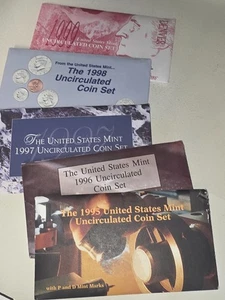 1999
UNCIRCULATED COIN SET
DENVER
From the United States Mint...
The 1998
Uncirculated
Coin Set
THE UNITED STATES MINT
1997 UNCIRCULATED COIN SET
The United States Mint
1996 Uncirculated
Coin Set
The 1995 United States Mint
Uncirculated Coin Set
with P and D Mint Marks